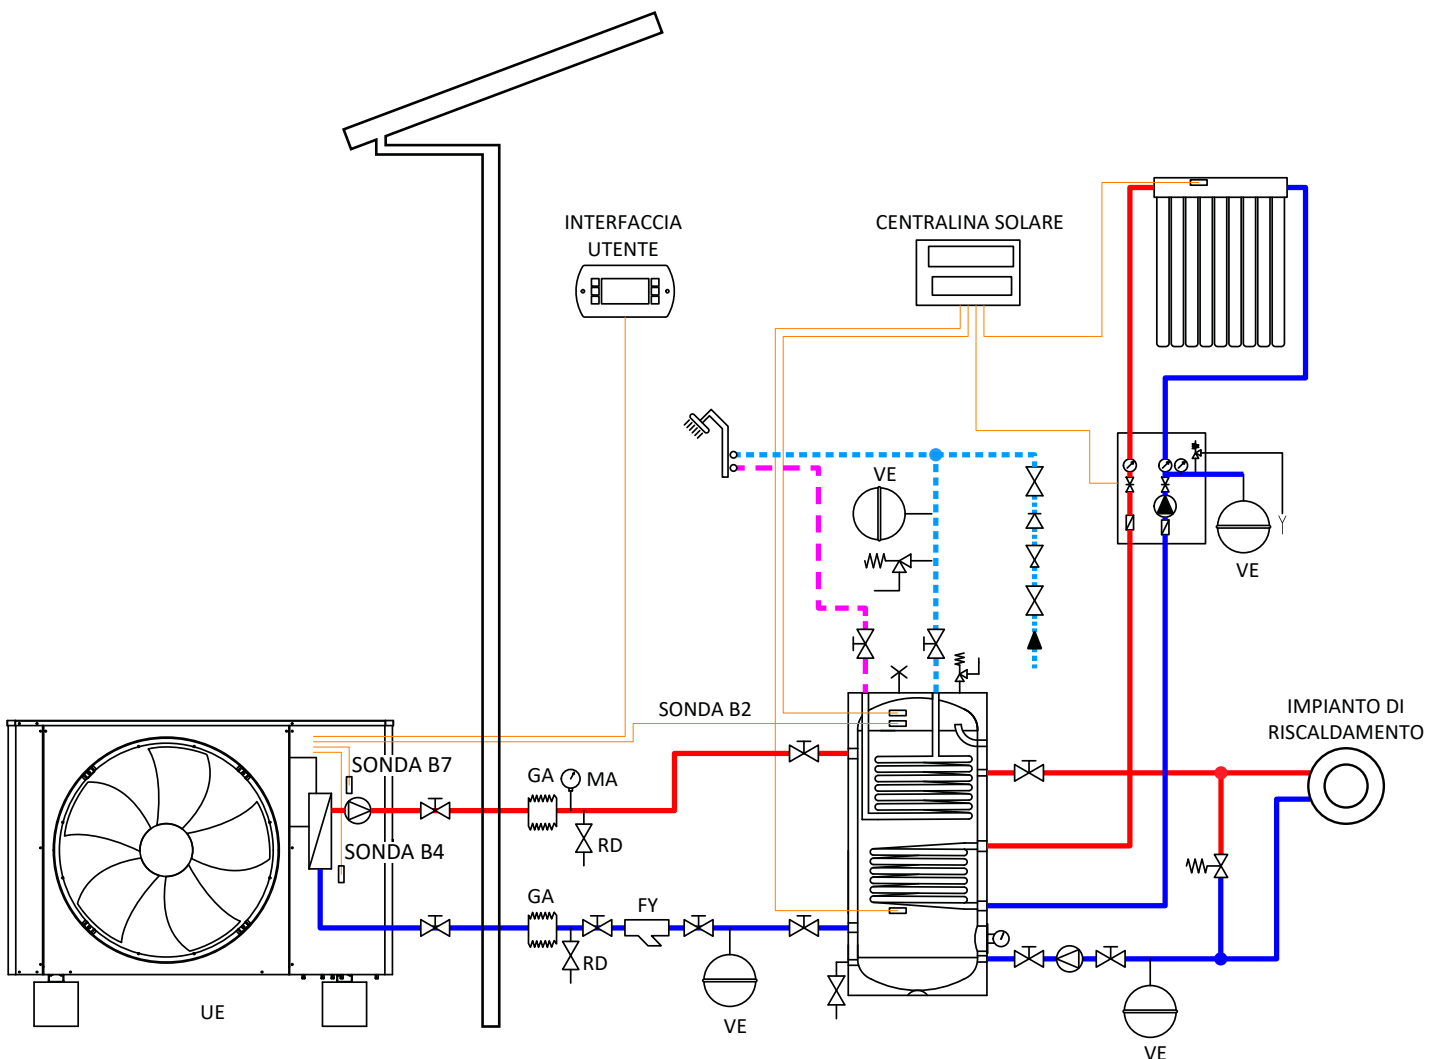 INTERFACCIA
UTENTE
CENTRALINA SOLARE
VE
VE
SONDA B2
IMPIANTO DI
RISCALDAMENTO
SONDA B7
GA
MA
RD
SONDA B4
GA
FY
RD
UE
VE
VE